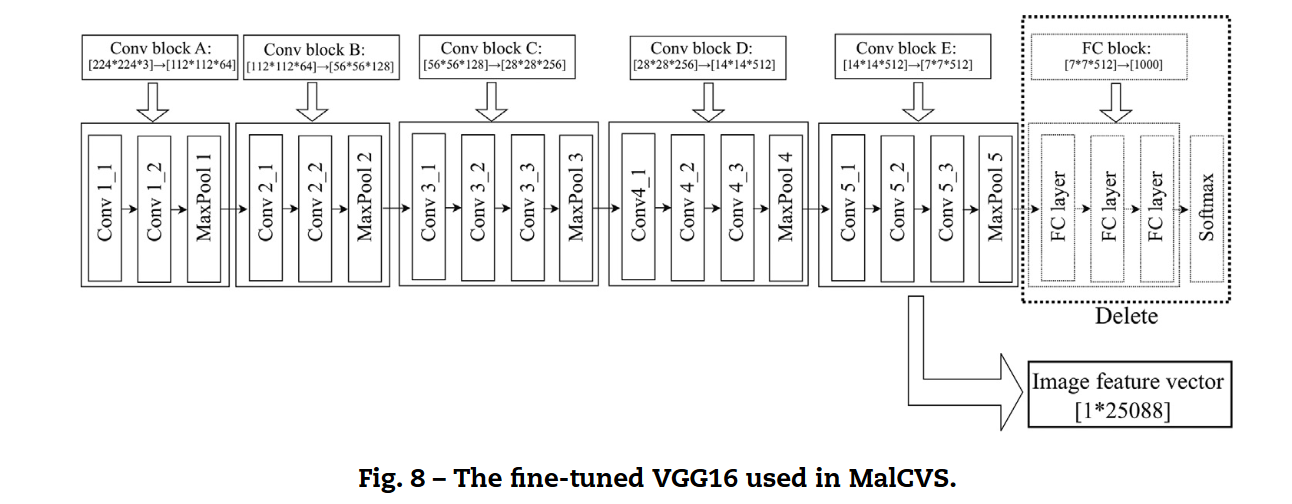 Conv block A:
[224*224*3]→[112*112*64]
Conv block B:
[112*112*64]→[56*56*128]
Conv block C:
[56*56*128]→[28*28*256]
Conv block D:
[28*28*256]→[14*14*512]
Conv block E:
[14*14*512]→[7*7*512]
FC block:
[7*7*512]→[1000]
Conv 1_1
Conv 1_2
MaxPool 1
Conv 2_1
Conv 2_2
MaxPool 2
Conv 3_1
Conv 3_2
Conv 3_3
MaxPool 3
Conv4_1
Conv 4_2
Conv 4_3
MaxPool 4
Conv 5_1
Conv 5_2
Conv 5_3
MaxPool 5
FC layer
FC layer
FC layer
Softmax
Delete
Image feature vector
[1*25088]
Fig. 8 – The fine-tuned VGG16 used in MalCVS.